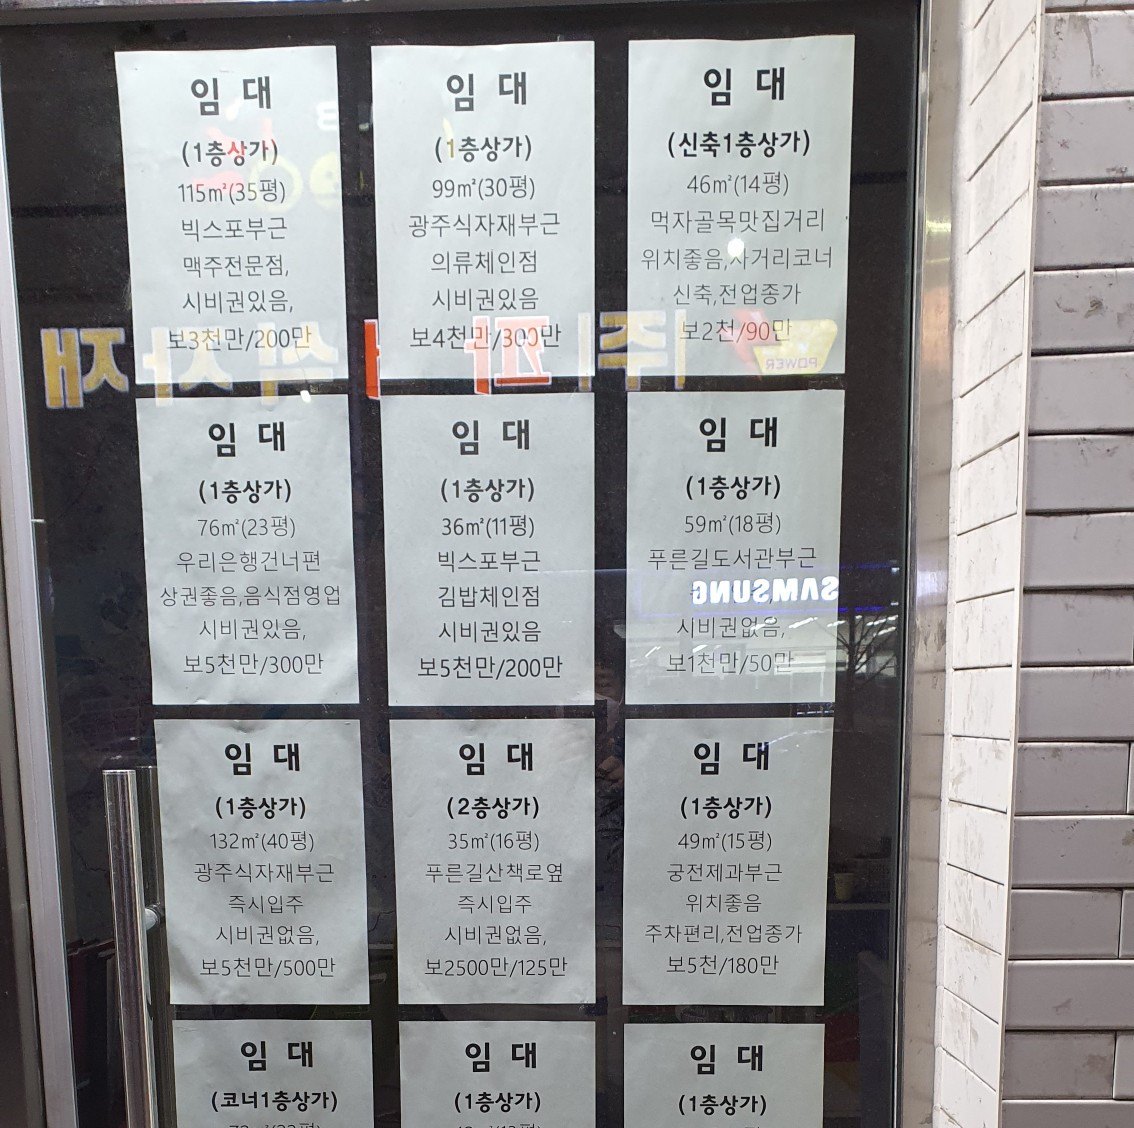 임 대
(1층상가)
115㎡(35평)
빅스포부근
맥주전문점,
시비권있음,
보3천만/200만
임 대
(1층상가)
99㎡(30평)
광주식자재부근
의류체인점
시비권있음
보4천만/300만
임 대
(신축1층상가)
46㎡(14평)
먹자골목맛집거리
위치좋음,사거리코너
신축,전업종가
보2천/90만
임 대
(1층상가)
76㎡(23평)
우리은행건너편
상권좋음,음식점영업
시비권있음,
보5천만/300만
임 대
(1층상가)
36㎡(11평)
빅스포부근
김밥체인점
시비권있음
보5천만/200만
임 대
(1층상가)
59㎡(18평)
푸른길도서관부근
시비권없음,
보1천만/50만
임 대
(1층상가)
132㎡(40평)
광주식자재부근
즉시입주
시비권없음,
보5천만/500만
임 대
(2층상가)
35㎡(16평)
푸른길산책로옆
즉시입주
시비권없음,
보2500만/125만
임 대
(1층상가)
49㎡(15평)
궁전제과부근
위치좋음
주차편리,전업종가
보5천/180만
임 대
(코너1층상가)
임 대
(1층상가)
임 대
(1층상가)
SAMSUNG
POWER